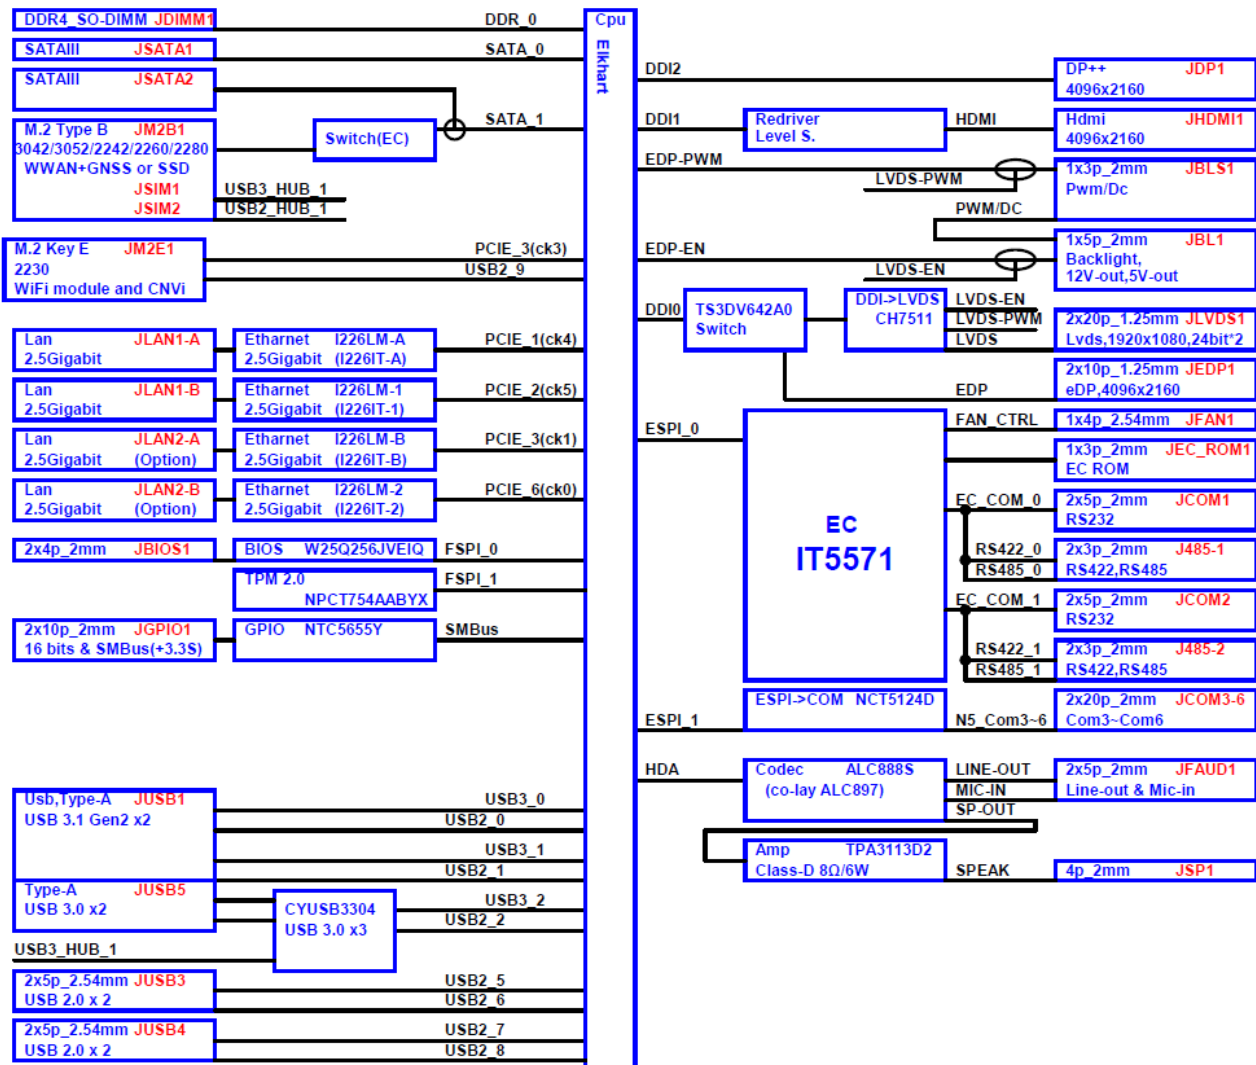 DDR4_SO-DIMM JDIMM1
DDR_0
SATAIII JSATA1
SATA_0
SATAIII JSATA2
M.2 Type B JM2B1
3042/3052/2242/2260/2280
WWAN+GNSS or SSD
JSIM1
JSIM2
Switch(EC)
SATA_1
USB3_HUB_1
USB2_HUB_1
M.2 Key E JM2E1
2230
WiFi module and CNVi
PCIE_3(ck3)
USB2_9
Lan JLAN1-A
2.5Gigabit
Ethernet I226LM-A
2.5Gigabit (I226IT-A)
PCIE_1(ck4)
Lan JLAN1-B
2.5Gigabit
Ethernet I226LM-1
2.5Gigabit (I226IT-1)
PCIE_2(ck5)
Lan JLAN2-A
2.5Gigabit (Option)
Ethernet I226LM-B
2.5Gigabit (I226IT-B)
PCIE_3(ck1)
Lan JLAN2-B
2.5Gigabit (Option)
Ethernet I226LM-2
2.5Gigabit (I226IT-2)
PCIE_6(ck0)
2x4p_2mm JBIOS1
BIOS W25Q256JVEIQ
FSPI_0
TPM 2.0
NPCT754AABYX
FSPI_1
2x10p_2mm JGPIO1
16 bits & SMBus(+3.3S)
GPIO NTC5655Y
SMBus
Usb,Type-A JUSB1
USB 3.1 Gen2 x2
USB3_0
USB2_0
USB3_1
USB2_1
Type-A JUSB5
USB 3.0 x2
CYUSB3304
USB 3.0 x3
USB3_2
USB2_2
USB3_HUB_1
2x5p_2.54mm JUSB3
USB 2.0 x 2
USB2_5
USB2_6
2x5p_2.54mm JUSB4
USB 2.0 x 2
USB2_7
USB2_8
Cpu
Elkhart
DDI2
DP++ JDP1
4096x2160
DDI1
Redriver
Level S.
HDMI
Hdmi JHDMI1
4096x2160
EDP-PWM
LVDS-PWM
1x3p_2mm JBLS1
Pwm/Dc
PWM/DC
EDP-EN
LVDS-EN
1x5p_2mm JBL1
Backlight,
12V-out,5V-out
DDI0
TS3DV642A0
Switch
DDI->LVDS
CH7511
LVDS-EN
LVDS-PWM
LVDS
2x20p_1.25mm JLVDS1
Lvds,1920x1080,24bit*2
EDP
2x10p_1.25mm JEDP1
eDP,4096x2160
ESPI_0
EC
IT5571
FAN_CTRL
1x4p_2.54mm JFAN1
1x3p_2mm JEC_ROM1
EC ROM
EC_COM_0
2x5p_2mm JCOM1
RS232
RS422_0
RS485_0
2x3p_2mm J485-1
RS422,RS485
EC_COM_1
2x5p_2mm JCOM2
RS232
RS422_1
RS485_1
2x3p_2mm J485-2
RS422,RS485
ESPI_1
ESPI->COM NCT5124D
N5_Com3~6
2x20p_2mm JCOM3-6
Com3~Com6
HDA
Codec ALC888S
(co-lay ALC897)
LINE-OUT
MIC-IN
SP-OUT
2x5p_2mm JFAUD1
Line-out & Mic-in
Amp TPA3113D2
Class-D 8Ω/6W
SPEAK
4p_2mm JSP1